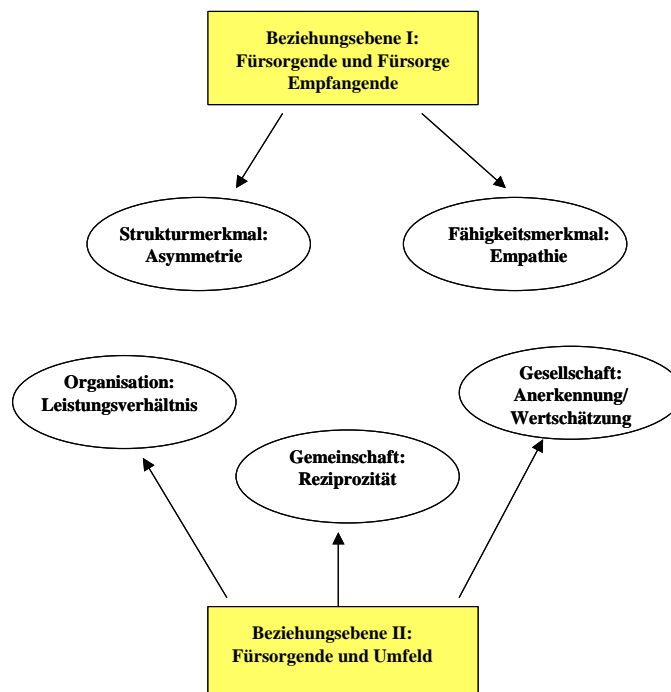 Beziehungsebene I:
Fürsorgende und Fürsorge
Empfangende
Strukturmerkmal:
Asymmetrie
Fähigkeitsmerkmal:
Empathie
Organisation:
Leistungsverhältnis
Gemeinschaft:
Reziprozität
Gesellschaft:
Anerkennung/
Wertschätzung
Beziehungsebene II:
Fürsorgende und Umfeld